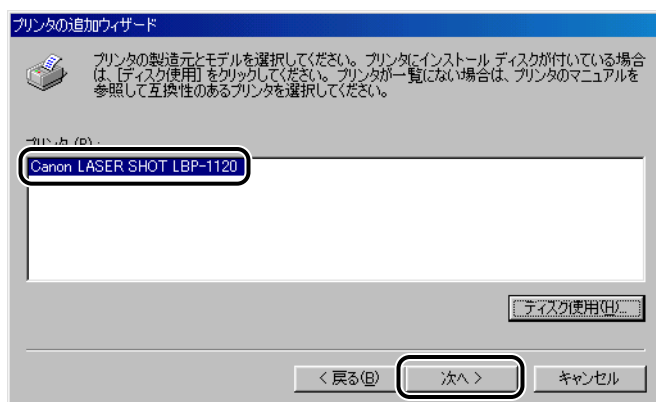 プリンタの追加ウィザード
プリンタの製造元とモデルを選択してください。プリンタにインストール ディスクが付いている場合
は、[ディスク使用] をクリックしてください。プリンタが一覧にない場合は、プリンタのマニュアルを
参照して互換性のあるプリンタを選択してください。
プリンタ (P) :
Canon LASER SHOT LBP-1120
ディスク使用(H)...
< 戻る(B)　次へ >　キャンセル